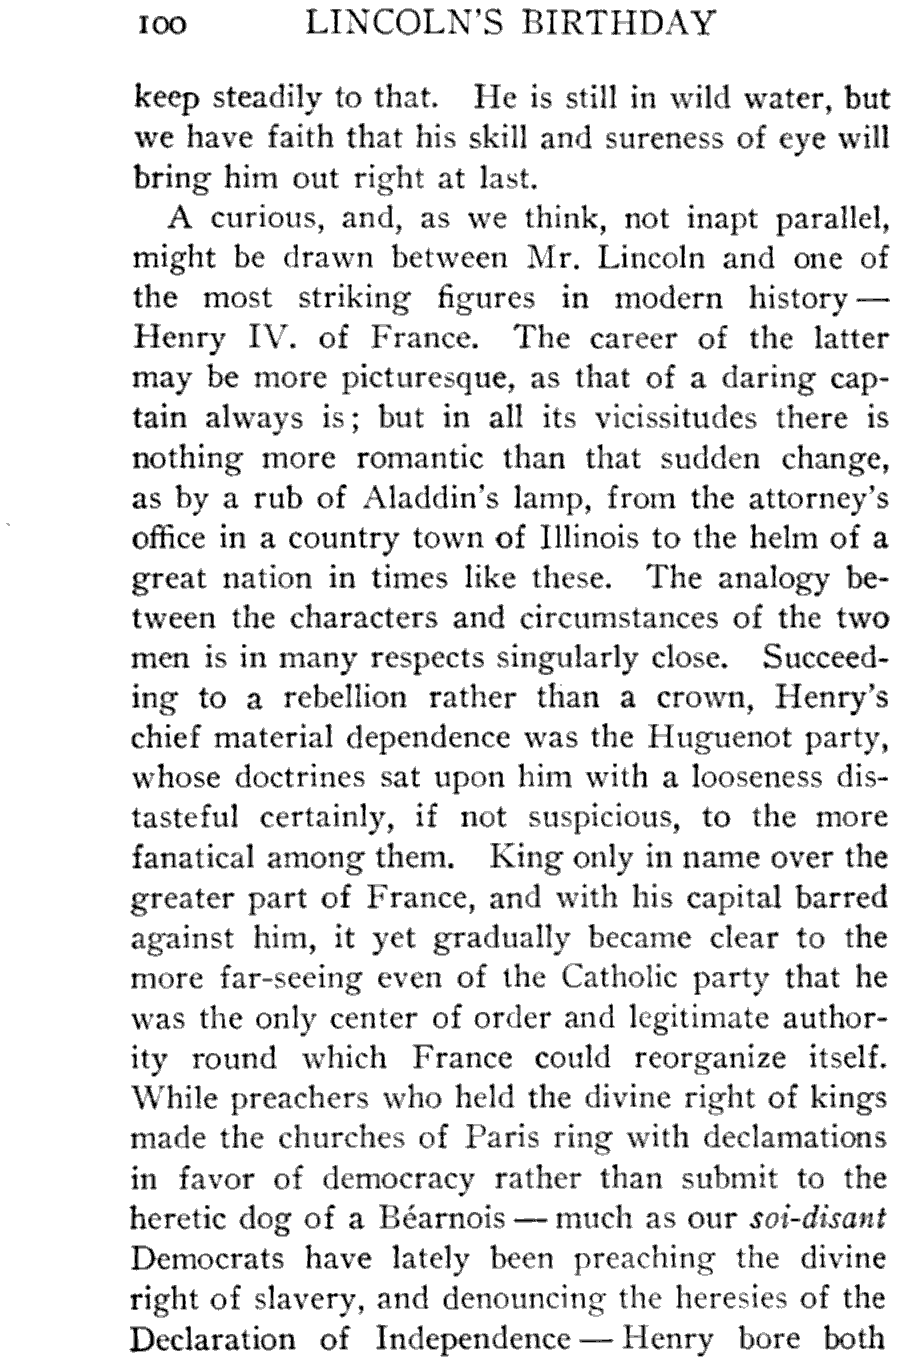 100 LINCOLN'S BIRTHDAY
keep steadily to that. He is still in wild water, but
we have faith that his skill and sureness of eye will
bring him out right at last.
A curious, and, as we think, not inapt parallel,
might be drawn between Mr. Lincoln and one of
the most striking figures in modern history —
Henry IV. of France. The career of the latter
may be more picturesque, as that of a daring cap-
tain always is; but in all its vicissitudes there is
nothing more romantic than that sudden change,
as by a rub of Aladdin's lamp, from the attorney's
office in a country town of Illinois to the helm of a
great nation in times like these. The analogy be-
tween the characters and circumstances of the two
men is in many respects singularly close. Succeed-
ing to a rebellion rather than a crown, Henry's
chief material dependence was the Huguenot party,
whose doctrines sat upon him with a looseness dis-
tasteful certainly, if not suspicious, to the more
fanatical among them. King only in name over the
greater part of France, and with his capital barred
against him, it yet gradually became clear to the
more far-seeing even of the Catholic party that he
was the only center of order and legitimate author-
ity round which France could reorganize itself.
While preachers who held the divine right of kings
made the churches of Paris ring with declamations
in favor of democracy rather than submit to the
heretic dog of a Béarnois — much as our soi-disant
Democrats have lately been preaching the divine
right of slavery, and denouncing the heresies of the
Declaration of Independence — Henry bore both